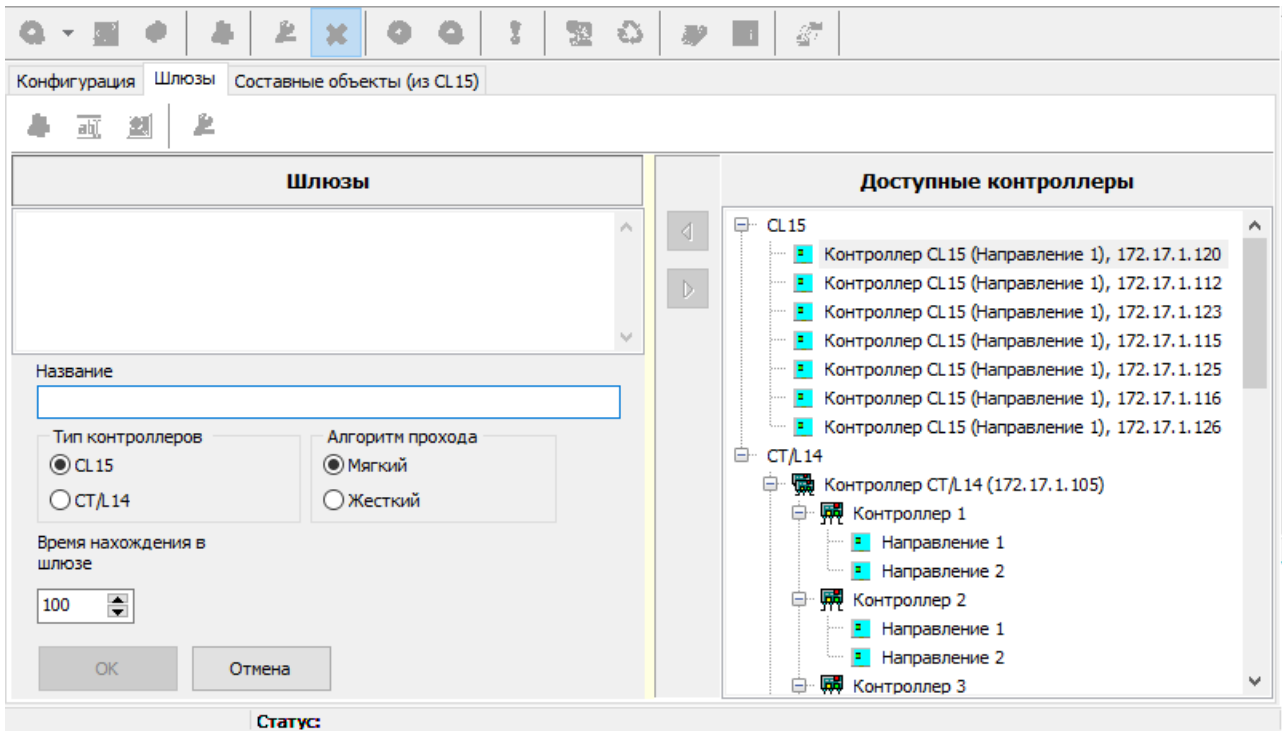 Конфигурация Шлюзы Составные объекты (из CL15)
ab
Шлюзы
Доступные контроллеры
Название
Тип контроллеров
CL15
CT/L14
Алгоритм прохода
Мягкий
Жесткий
Время нахождения в
шлюзе
100
OK
Отмена
CL15
Контроллер CL15 (Направление 1), 172.17.1.120
Контроллер CL15 (Направление 1), 172.17.1.112
Контроллер CL15 (Направление 1), 172.17.1.123
Контроллер CL15 (Направление 1), 172.17.1.115
Контроллер CL15 (Направление 1), 172.17.1.125
Контроллер CL15 (Направление 1), 172.17.1.116
Контроллер CL15 (Направление 1), 172.17.1.126
CT/L14
Контроллер CT/L14 (172.17.1.105)
Контроллер 1
Направление 1
Направление 2
Контроллер 2
Направление 1
Направление 2
Контроллер 3
Статус: